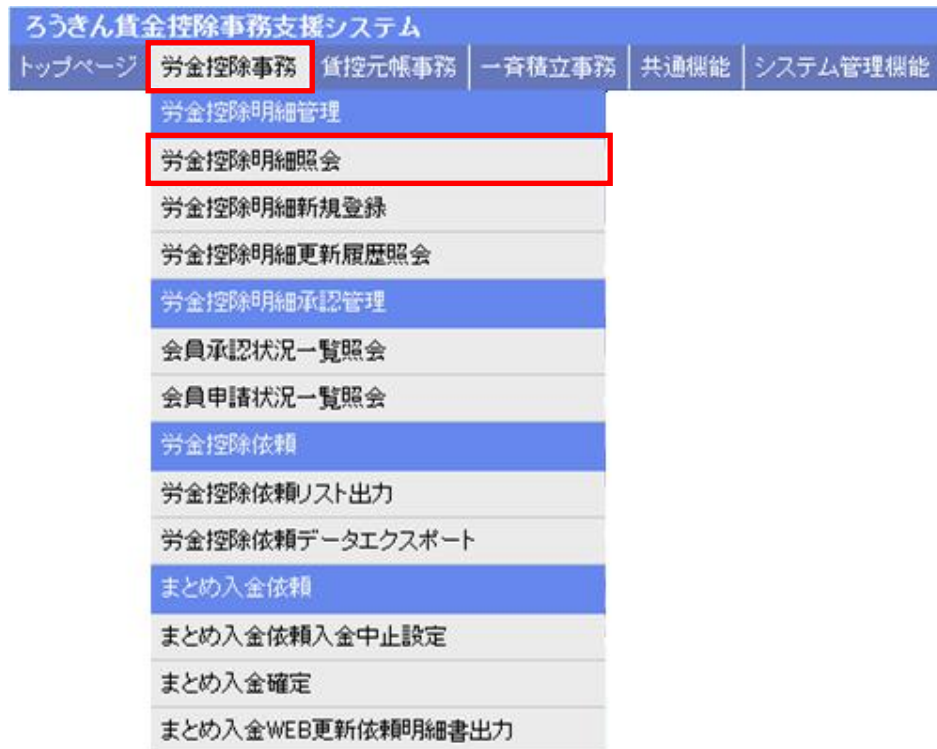 ろうきん賃金控除事務支援システム
トップページ 労金控除事務 賃控元帳事務 一斉積立事務 共通機能 システム管理機能
労金控除明細管理
労金控除明細照会
労金控除明細新規登録
労金控除明細更新履歴照会
労金控除明細承認管理
会員承認状況一覧照会
会員申請状況一覧照会
労金控除依頼
労金控除依頼リスト出力
労金控除依頼データエクスポート
まとめ入金依頼
まとめ入金依頼入金中止設定
まとめ入金確定
まとめ入金WEB更新依頼明細書出力